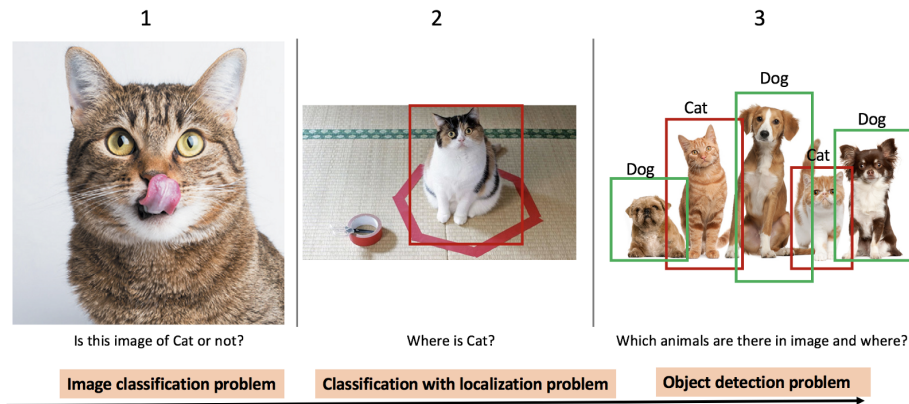 1
2
3
Dog
Cat
Dog
Cat
Dog
Is this image of Cat or not?
Where is Cat?
Which animals are there in image and where?
Image classification problem
Classification with localization problem
Object detection problem